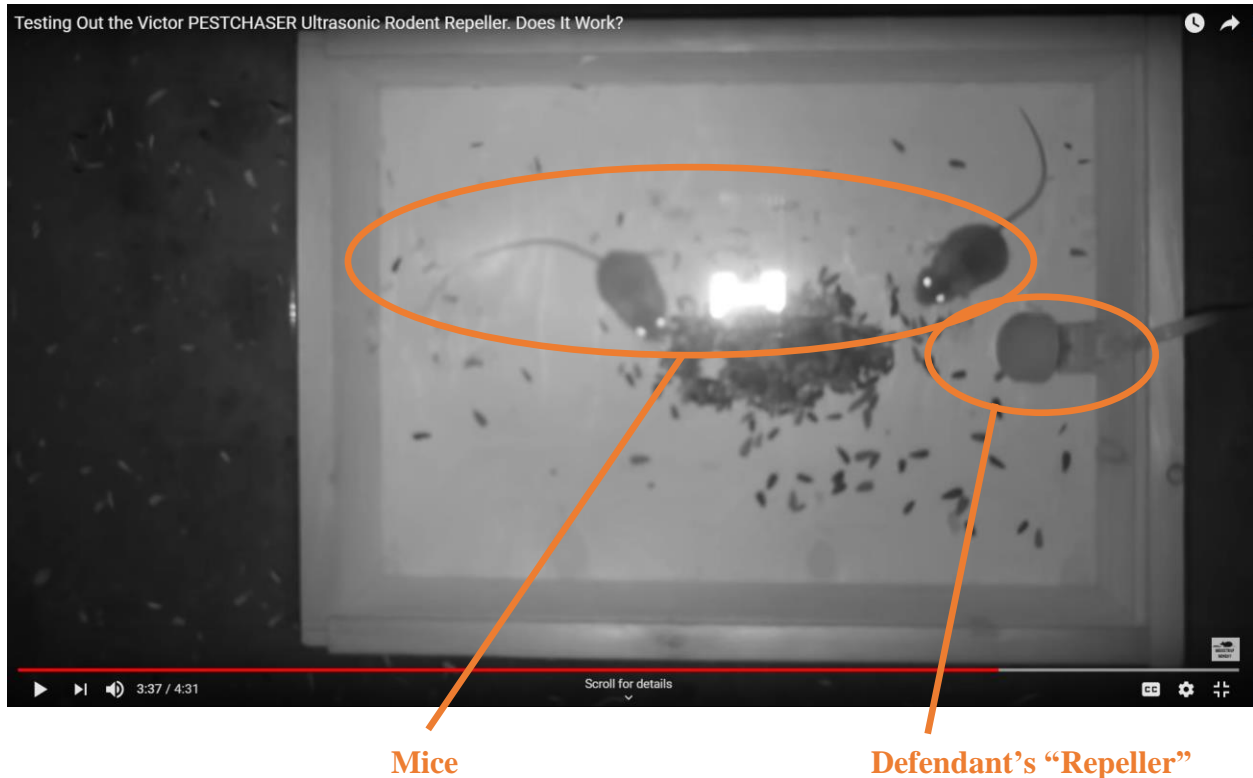 Testing Out the Victor PESTCHASER Ultrasonic Rodent Repeller. Does It Work?
3:37 / 4:31
Scroll for details
CC
Mice
Defendant's “Repeller”